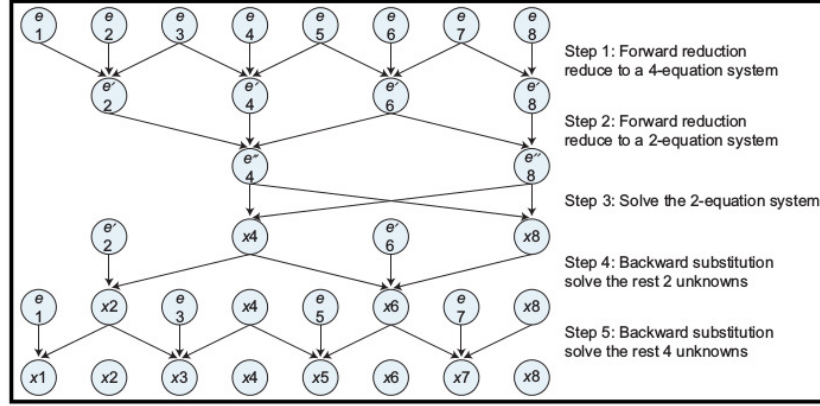 e e e e e e e e
1 2 3 4 5 6 7 8
Step 1: Forward reduction
reduce to a 4-equation system
e′ e′ e′ e′
2 4 6 8
Step 2: Forward reduction
reduce to a 2-equation system
e″ e″
4 8
Step 3: Solve the 2-equation system
e′ x4 e′ x8
2 6
Step 4: Backward substitution
solve the rest 2 unknowns
e x2 e x4 e x6 e x8
1 3 5 7
Step 5: Backward substitution
solve the rest 4 unknowns
x1 x2 x3 x4 x5 x6 x7 x8